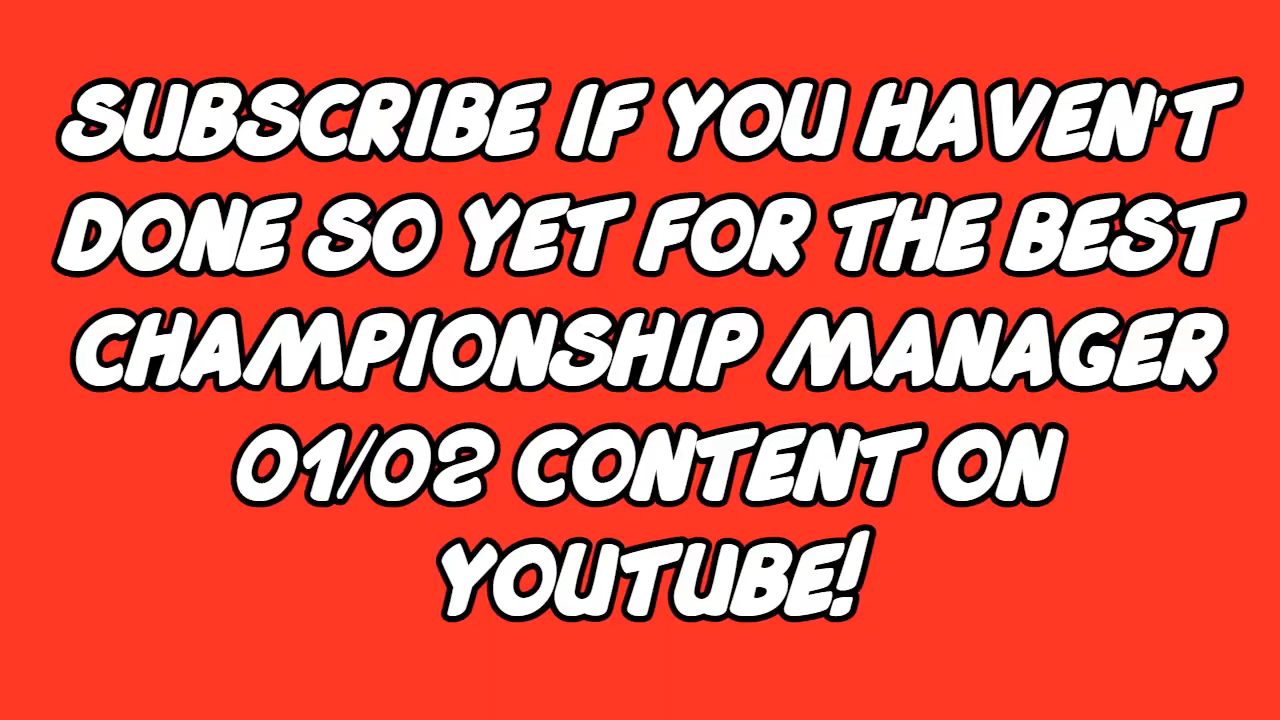 SUBSCRIBE IF YOU HAVEN'T
DONE SO YET FOR THE BEST
CHAMPIONSHIP MANAGER
01/02 CONTENT ON
YOUTUBE!